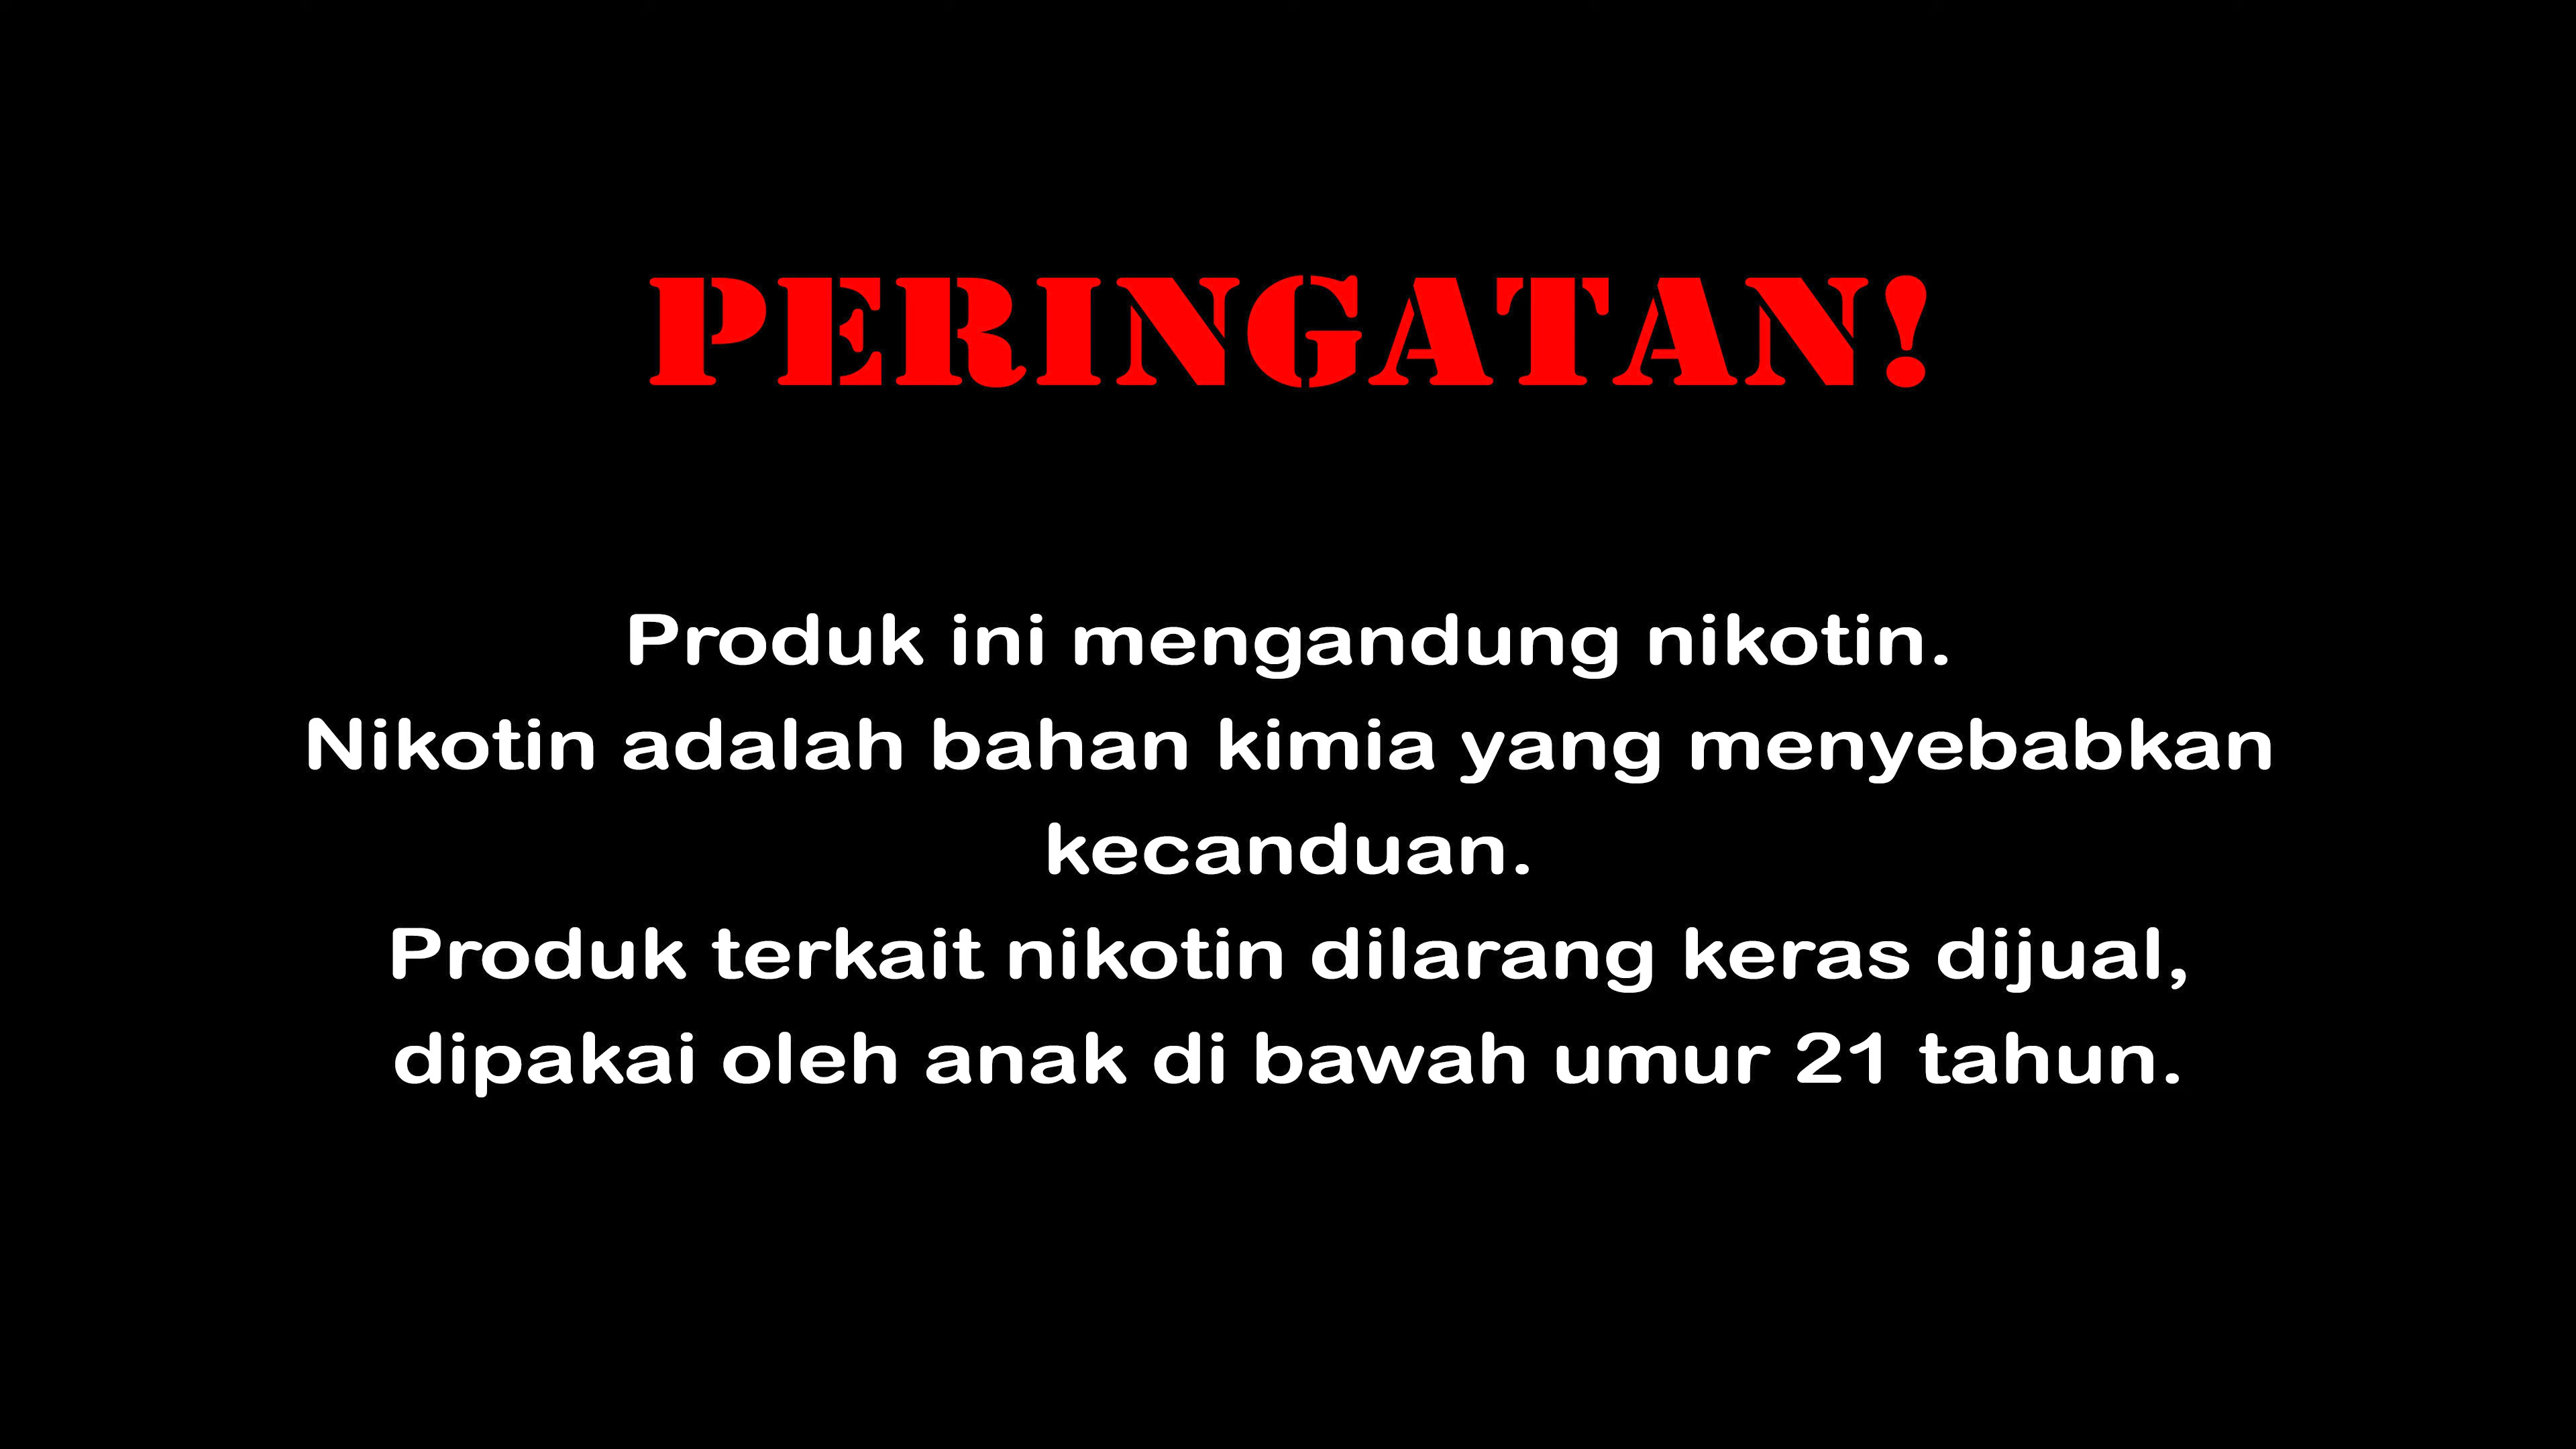 PERINGATAN!
Produk ini mengandung nikotin.
Nikotin adalah bahan kimia yang menyebabkan
kecanduan.
Produk terkait nikotin dilarang keras dijual,
dipakai oleh anak di bawah umur 21 tahun.